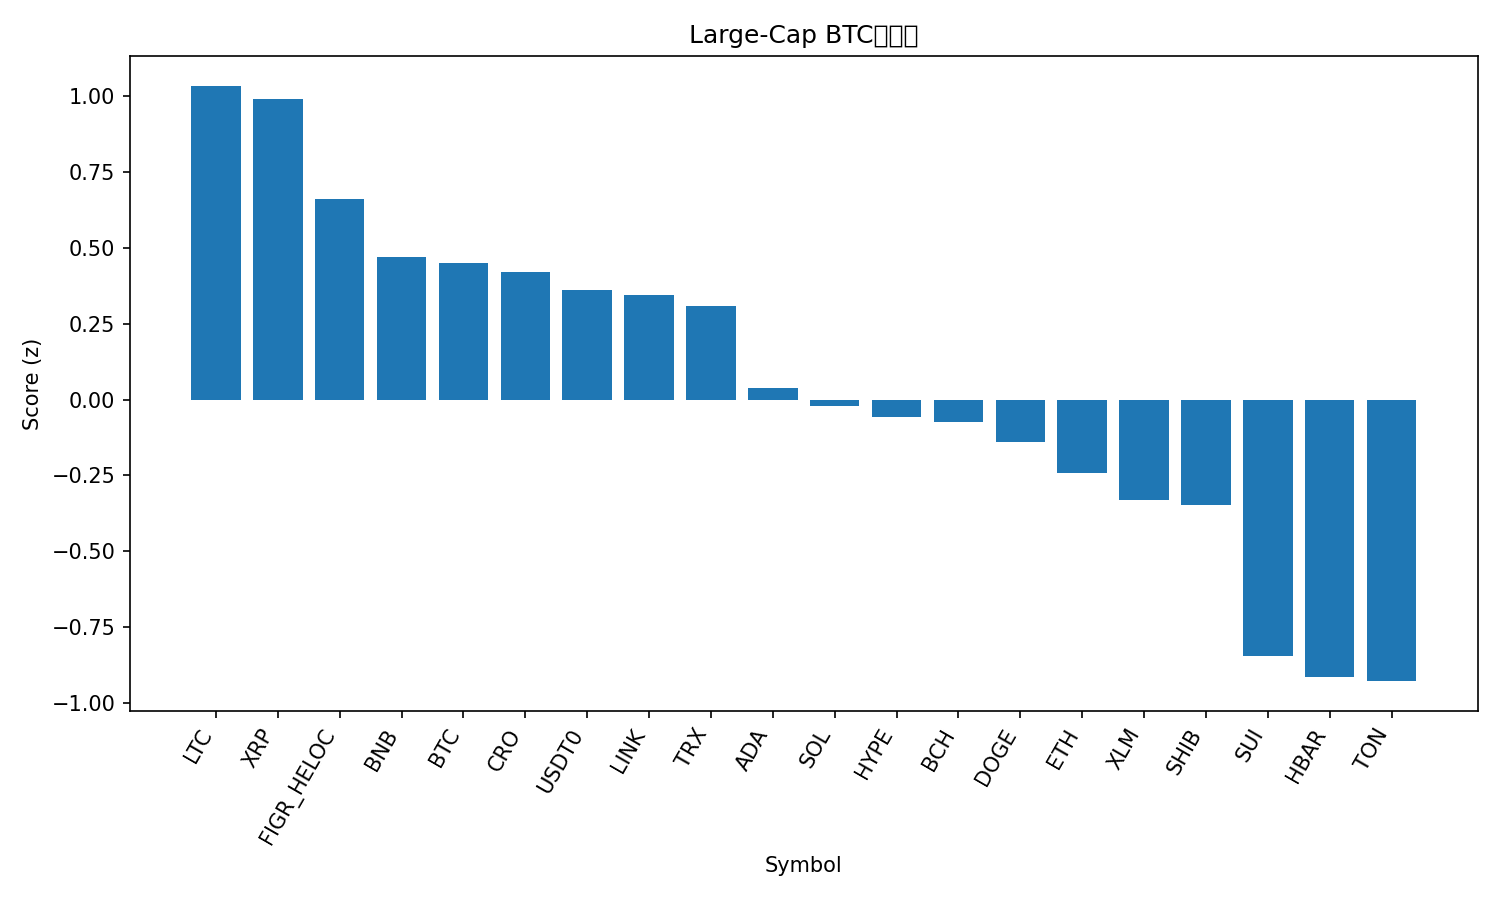 Large-Cap BTC
1.00
0.75
0.50
0.25
0.00
−0.25
−0.50
−0.75
−1.00
Score (z)
LTC
XRP
FIGR_HELOC
BNB
BTC
CRO
USDT0
LINK
TRX
ADA
SOL
HYPE
BCH
DOGE
ETH
XLM
SHIB
SUI
HBAR
TON
Symbol